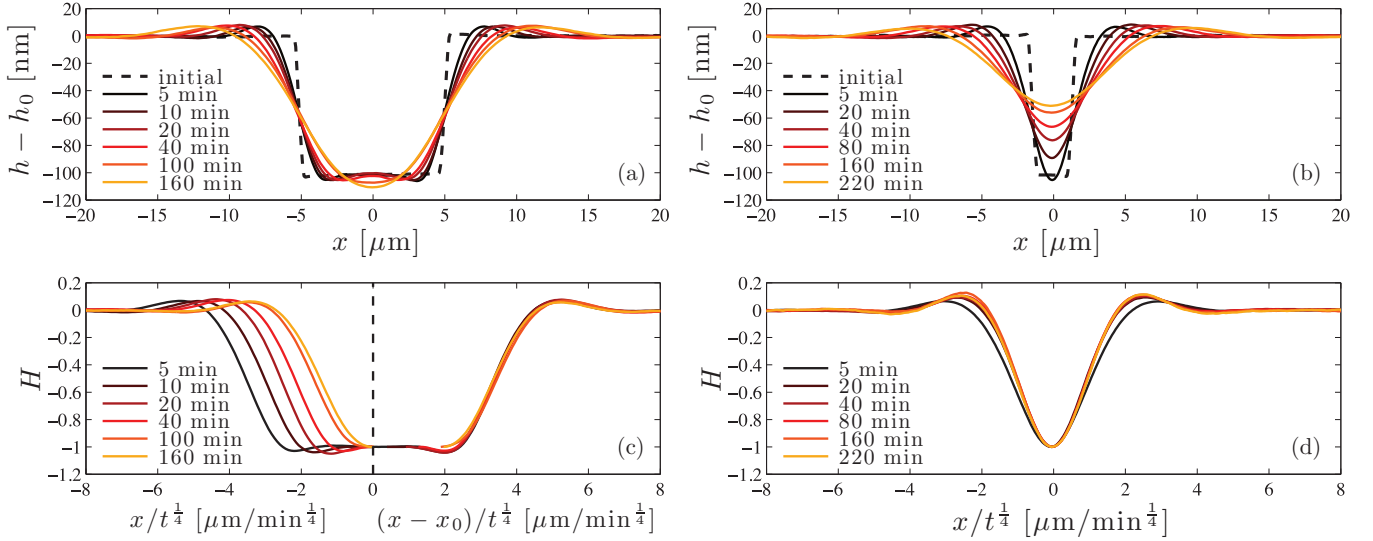 20
0
−20
−40
−60
−80
−100
−120
h − h₀ [nm]
initial
5 min
10 min
20 min
40 min
100 min
160 min
(a)
−20 −15 −10 −5 0 5 10 15 20
x [μm]
20
0
−20
−40
−60
−80
−100
−120
h − h₀ [nm]
initial
5 min
20 min
40 min
80 min
160 min
220 min
(b)
−20 −15 −10 −5 0 5 10 15 20
x [μm]
0.2
0
−0.2
−0.4
−0.6
−0.8
−1
−1.2
H
5 min
10 min
20 min
40 min
100 min
160 min
(c)
−8 −6 −4 −2 0 2 4 6 8
x/t^{1/4} [μm/min^{1/4}] (x − x₀)/t^{1/4} [μm/min^{1/4}]
0.2
0
−0.2
−0.4
−0.6
−0.8
−1
−1.2
H
5 min
20 min
40 min
80 min
160 min
220 min
(d)
−8 −6 −4 −2 0 2 4 6 8
x/t^{1/4} [μm/min^{1/4}]